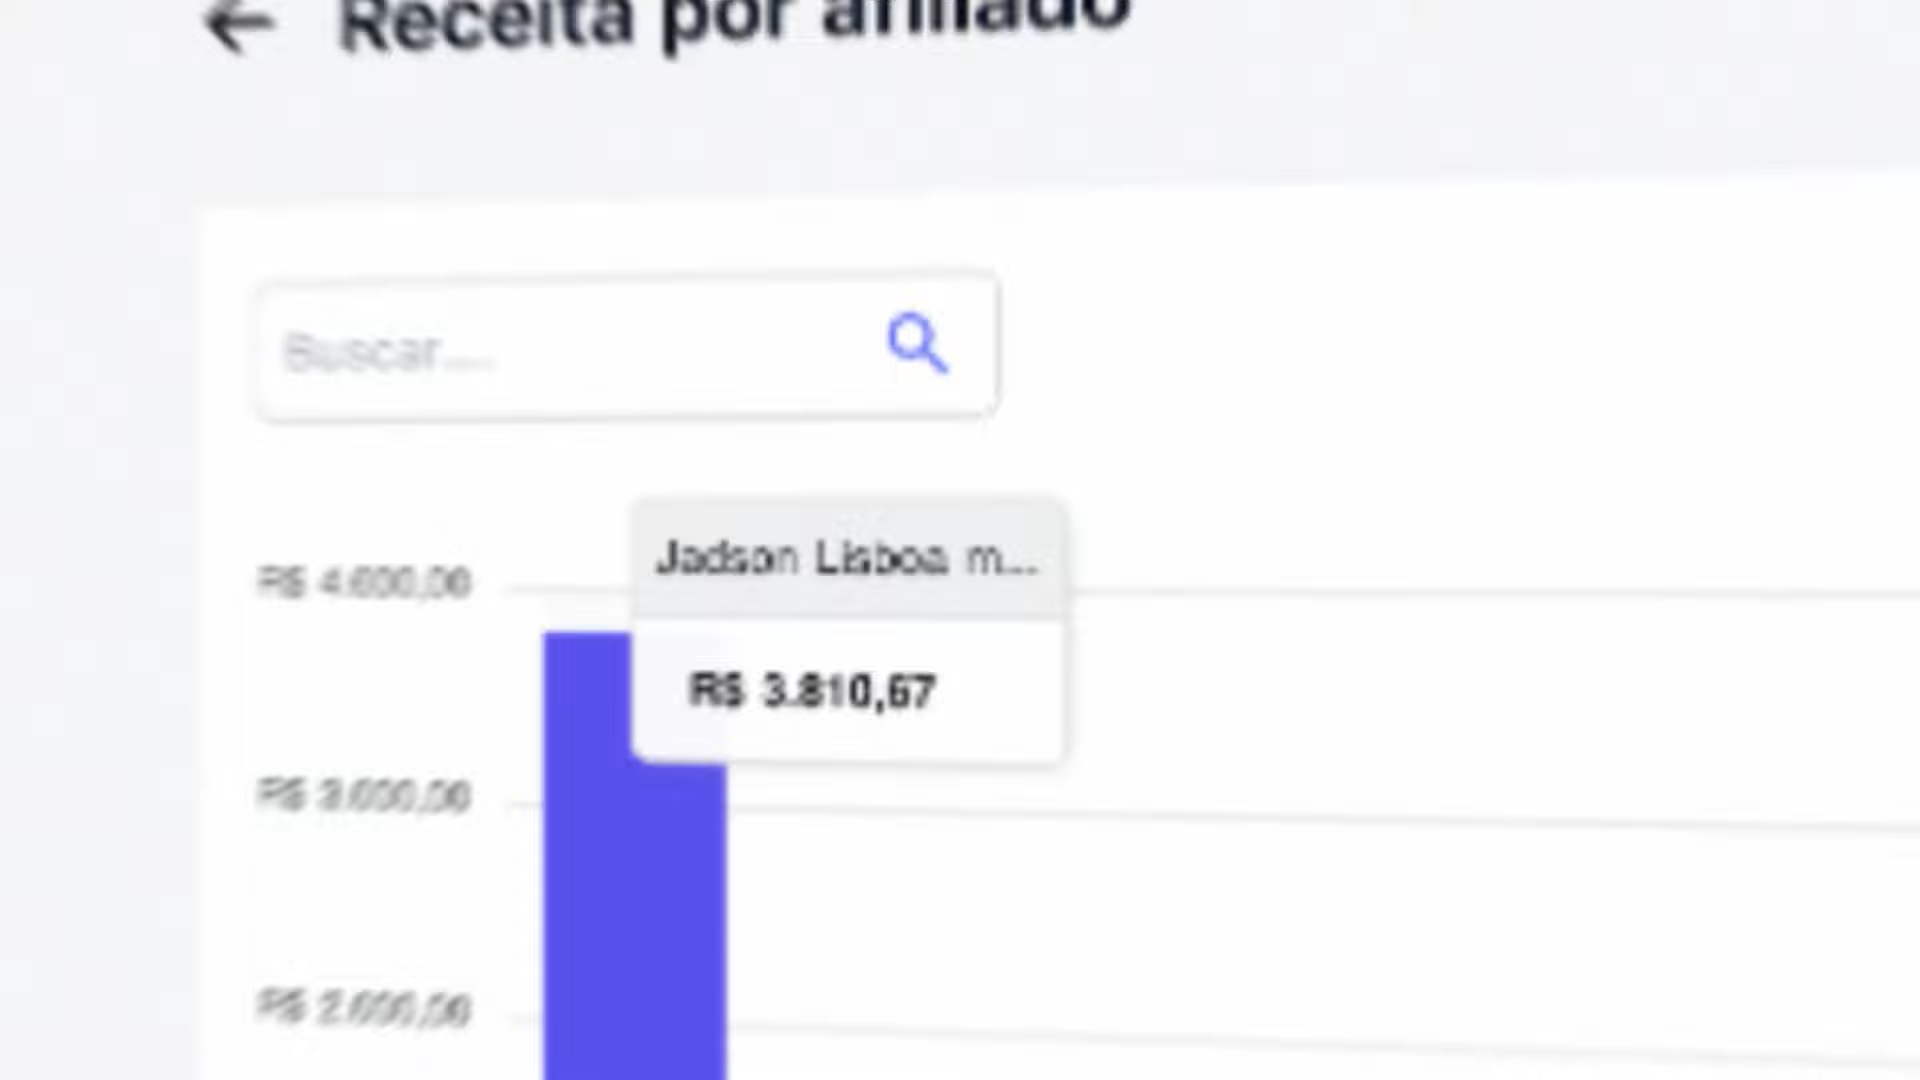 Receita por afiliado
Buscar....
Jadson Lisboa m...
R$ 4.000,00
R$ 3.810,67
R$ 3.000,00
R$ 2.000,00